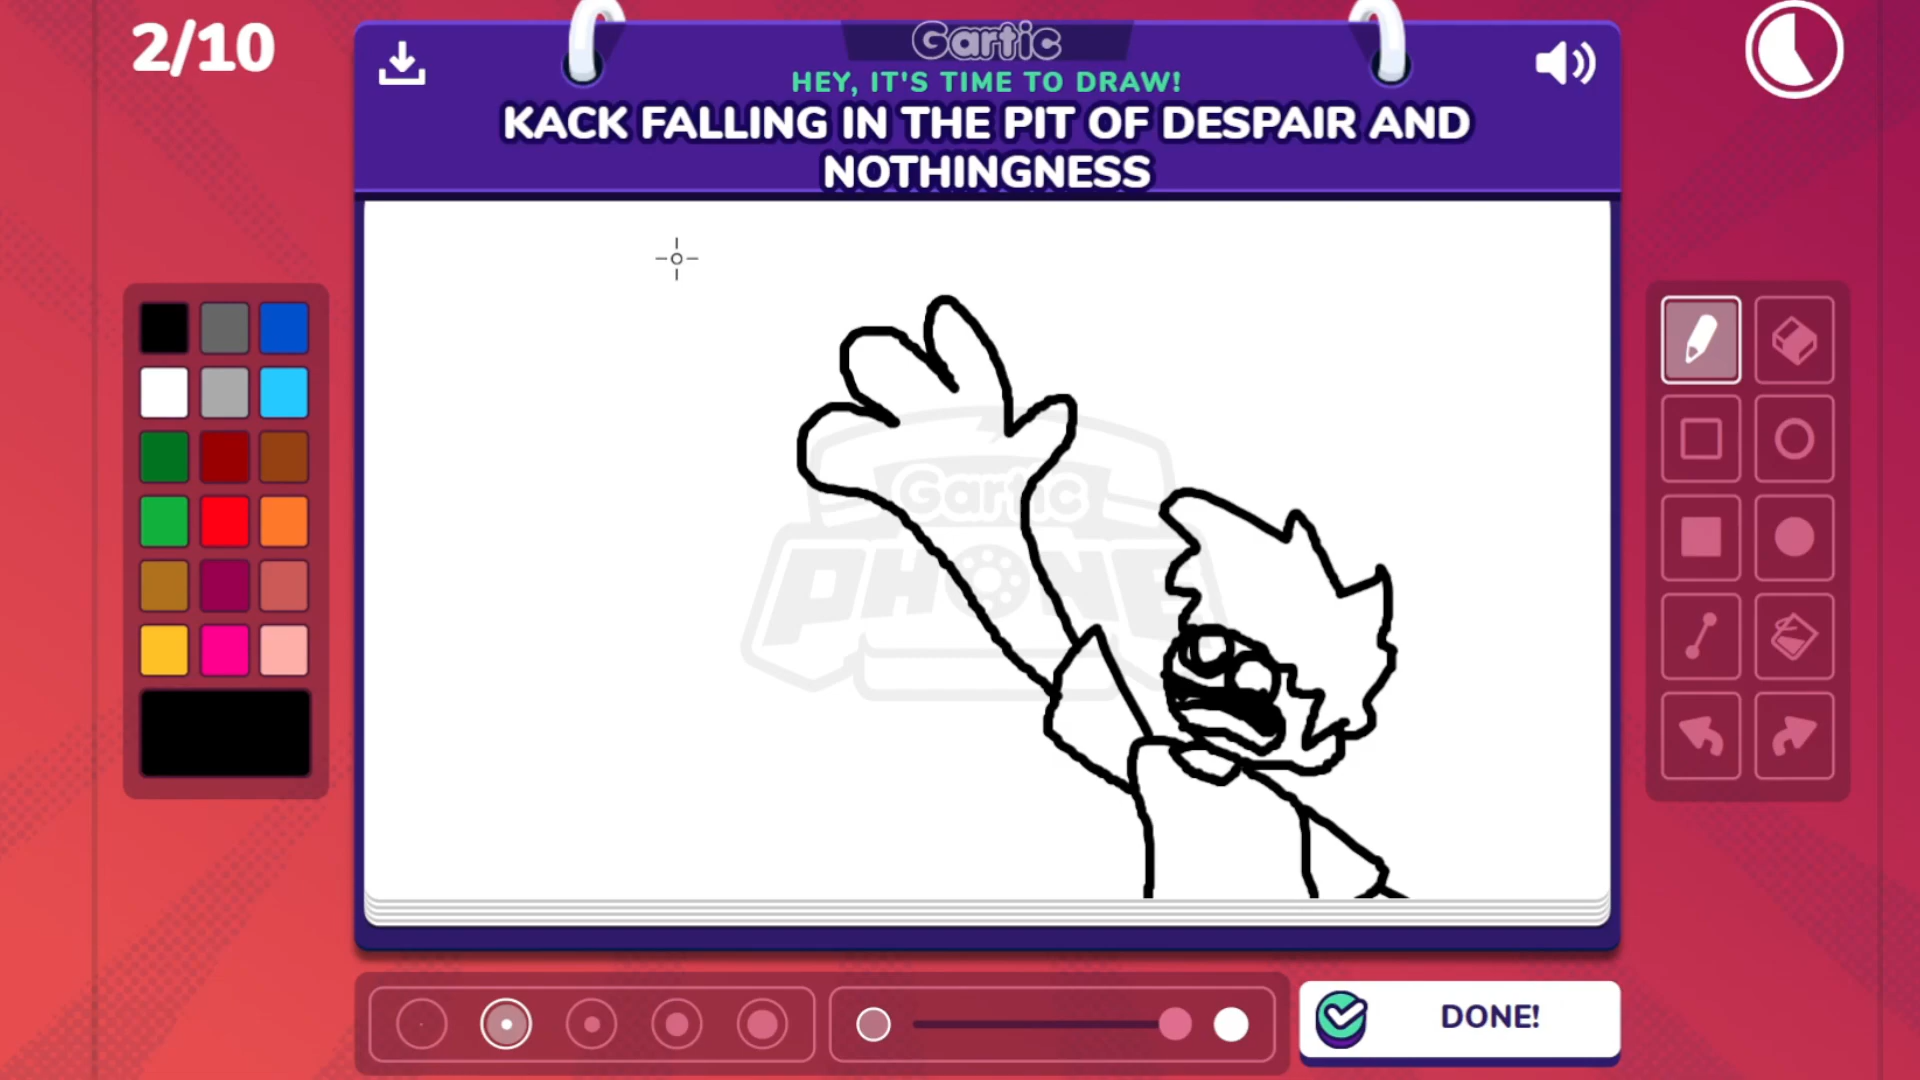 2/10
Gartic
HEY, IT'S TIME TO DRAW!
KACK FALLING IN THE PIT OF DESPAIR AND
NOTHINGNESS
Gartic
PHONE
DONE!